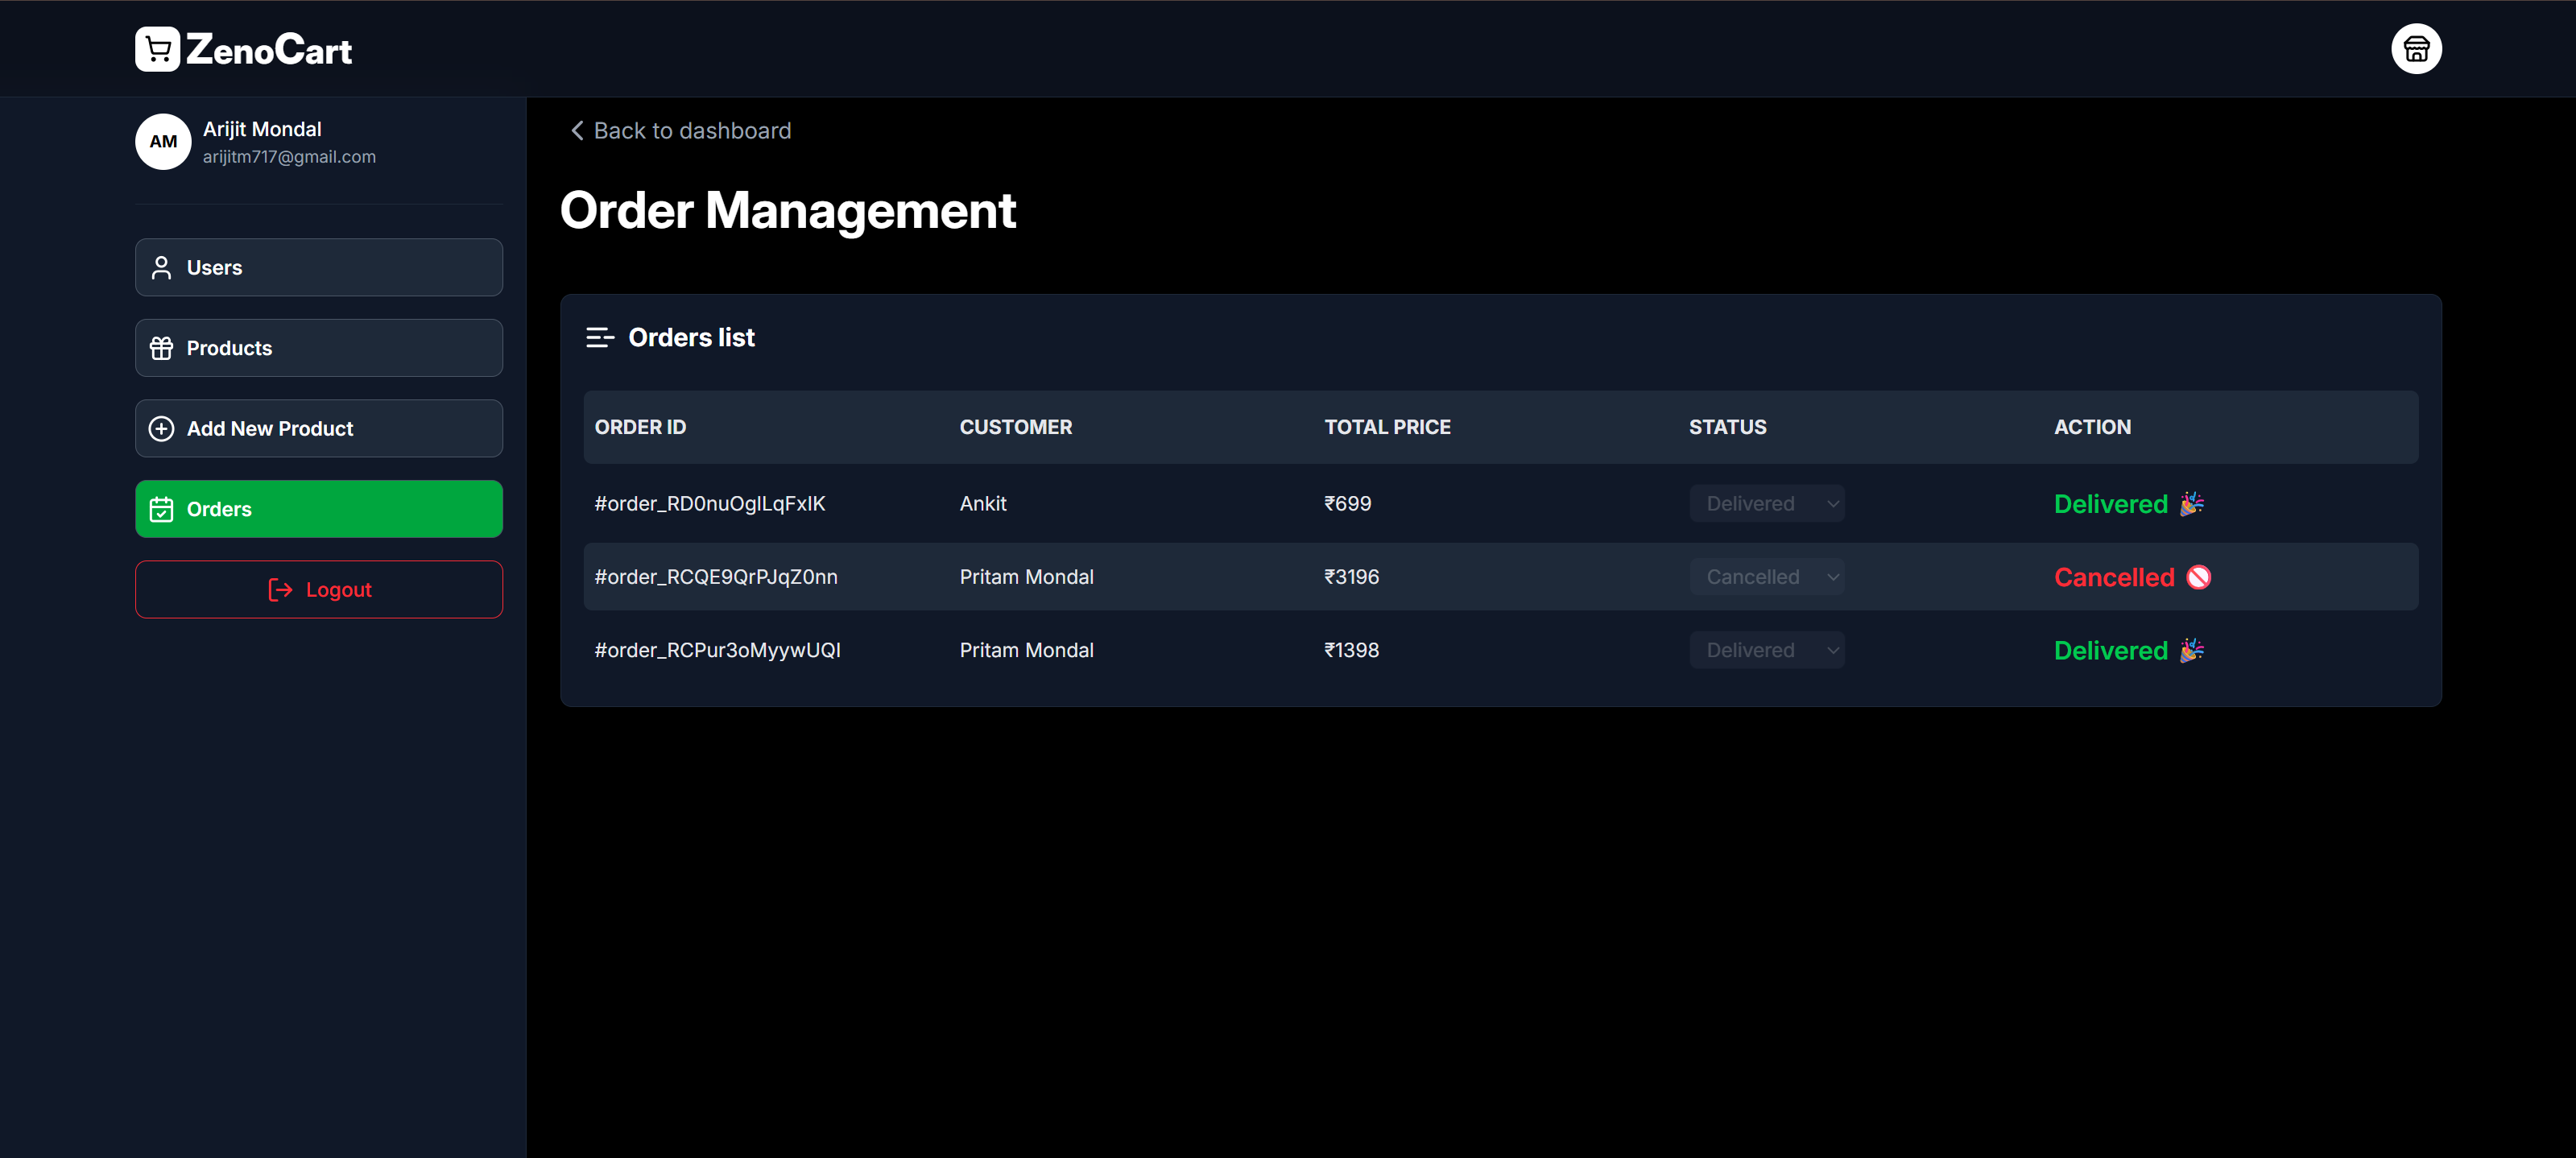 ZenoCart
AM
Arijit Mondal
arijitm717@gmail.com
Users
Products
Add New Product
Orders
Logout
Back to dashboard
Order Management
Orders list
ORDER ID CUSTOMER TOTAL PRICE STATUS ACTION
#order_RD0nuOglLqFxIK Ankit ₹699 Delivered Delivered 🎉
#order_RCQE9QrPJqZ0nn Pritam Mondal ₹3196 Cancelled Cancelled 🚫
#order_RCPur3oMyywUQI Pritam Mondal ₹1398 Delivered Delivered 🎉